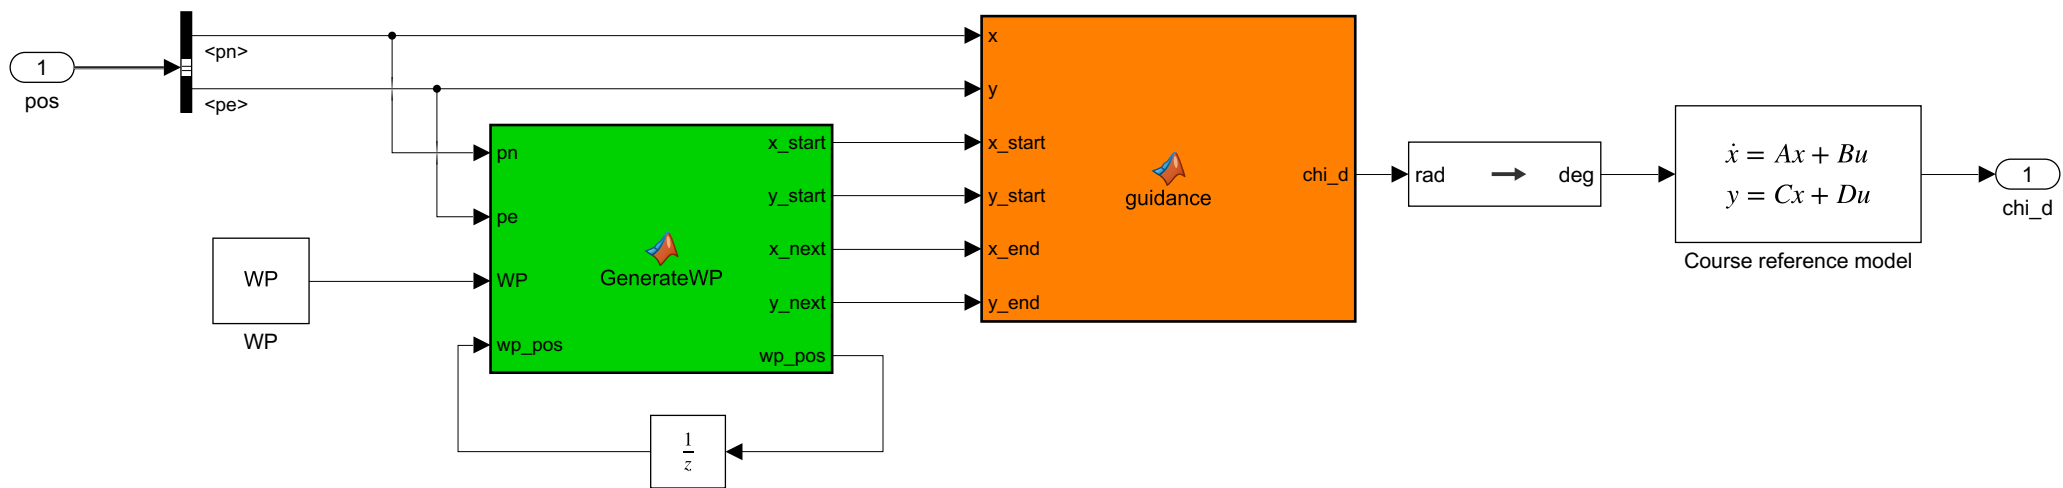 1
pos
<pn>
<pe>
WP
WP
pn
pe
WP
wp_pos
GenerateWP
x_start
y_start
x_next
y_next
wp_pos
1
z
x
y
x_start
y_start
x_end
y_end
guidance
chi_d
rad
deg
ẋ = Ax + Bu
y = Cx + Du
Course reference model
1
chi_d